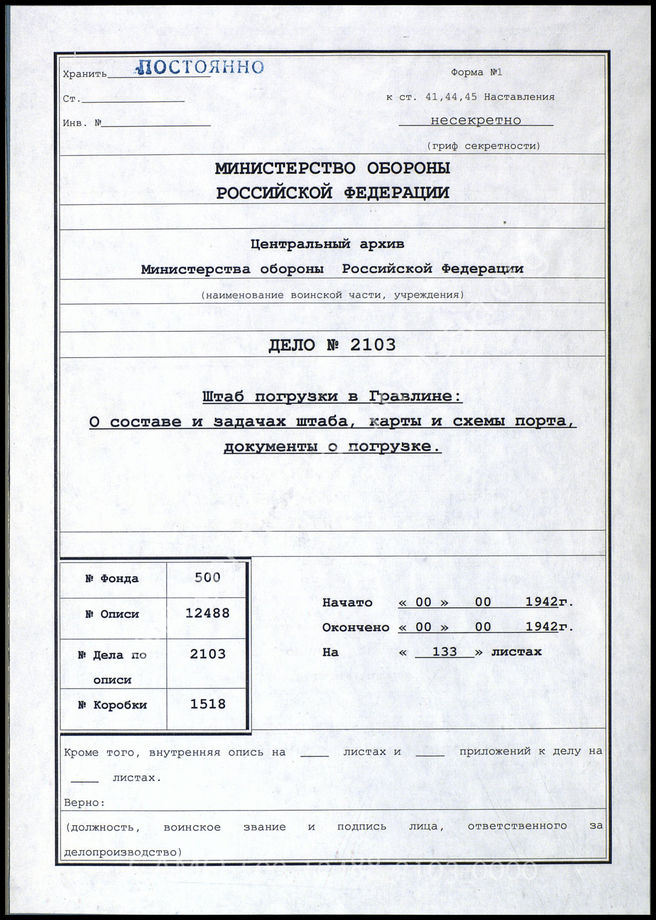 Хранить ПОСТОЯННО
Форма №1
Ст.
к ст. 41,44,45 Наставления
Инв. №
несекретно
(гриф секретности)
МИНИСТЕРСТВО ОБОРОНЫ
РОССИЙСКОЙ ФЕДЕРАЦИИ
Центральный архив
Министерства обороны Российской Федерации
(наименование воинской части, учреждения)
ДЕЛО № 2103
Штаб погрузки в Гравлине:
О составе и задачах штаба, карты и схемы порта,
документы о погрузке.
№ Фонда 500
№ Описи 12488
№ Дела по описи 2103
№ Коробки 1518
Начато « 00 » 00 1942г.
Окончено « 00 » 00 1942г.
На « 133 » листах
Кроме того, внутренняя опись на ____ листах и ____ приложений к делу на
____ листах.
Верно:
(должность, воинское звание и подпись лица, ответственного за
делопроизводство)